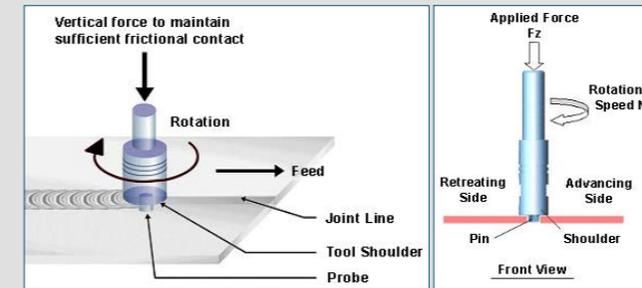 Vertical force to maintain
sufficient frictional contact
Rotation
Feed
Joint Line
Tool Shoulder
Probe
Applied Force
Fz
Rotation
Speed N
Retreating
Side
Advancing
Side
Pin
Shoulder
Front View